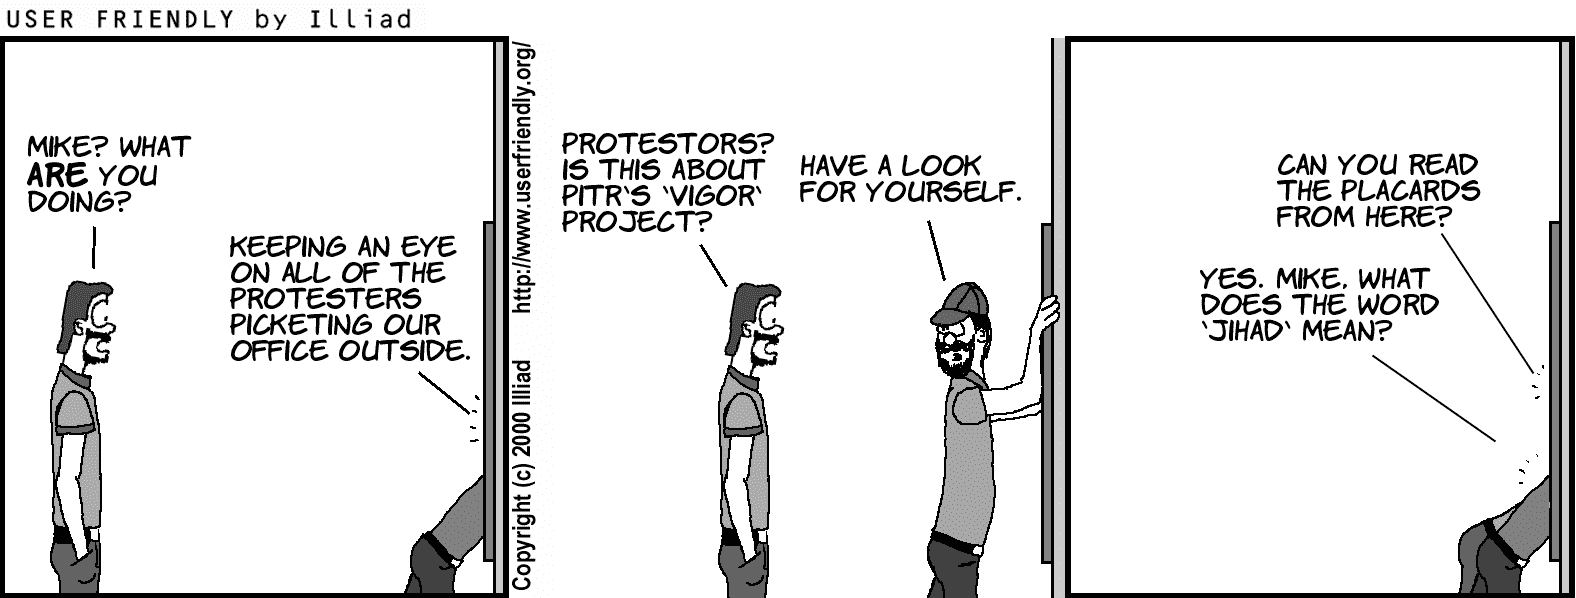 USER FRIENDLY by Illiad
MIKE? WHAT
ARE YOU
DOING?
KEEPING AN EYE
ON ALL OF THE
PROTESTERS
PICKETING OUR
OFFICE OUTSIDE.
Copyright (c) 2000 Illiad http://www.userfriendly.org/
PROTESTORS?
IS THIS ABOUT
PITR'S 'VIGOR'
PROJECT?
HAVE A LOOK
FOR YOURSELF.
CAN YOU READ
THE PLACARDS
FROM HERE?
YES. MIKE, WHAT
DOES THE WORD
'JIHAD' MEAN?